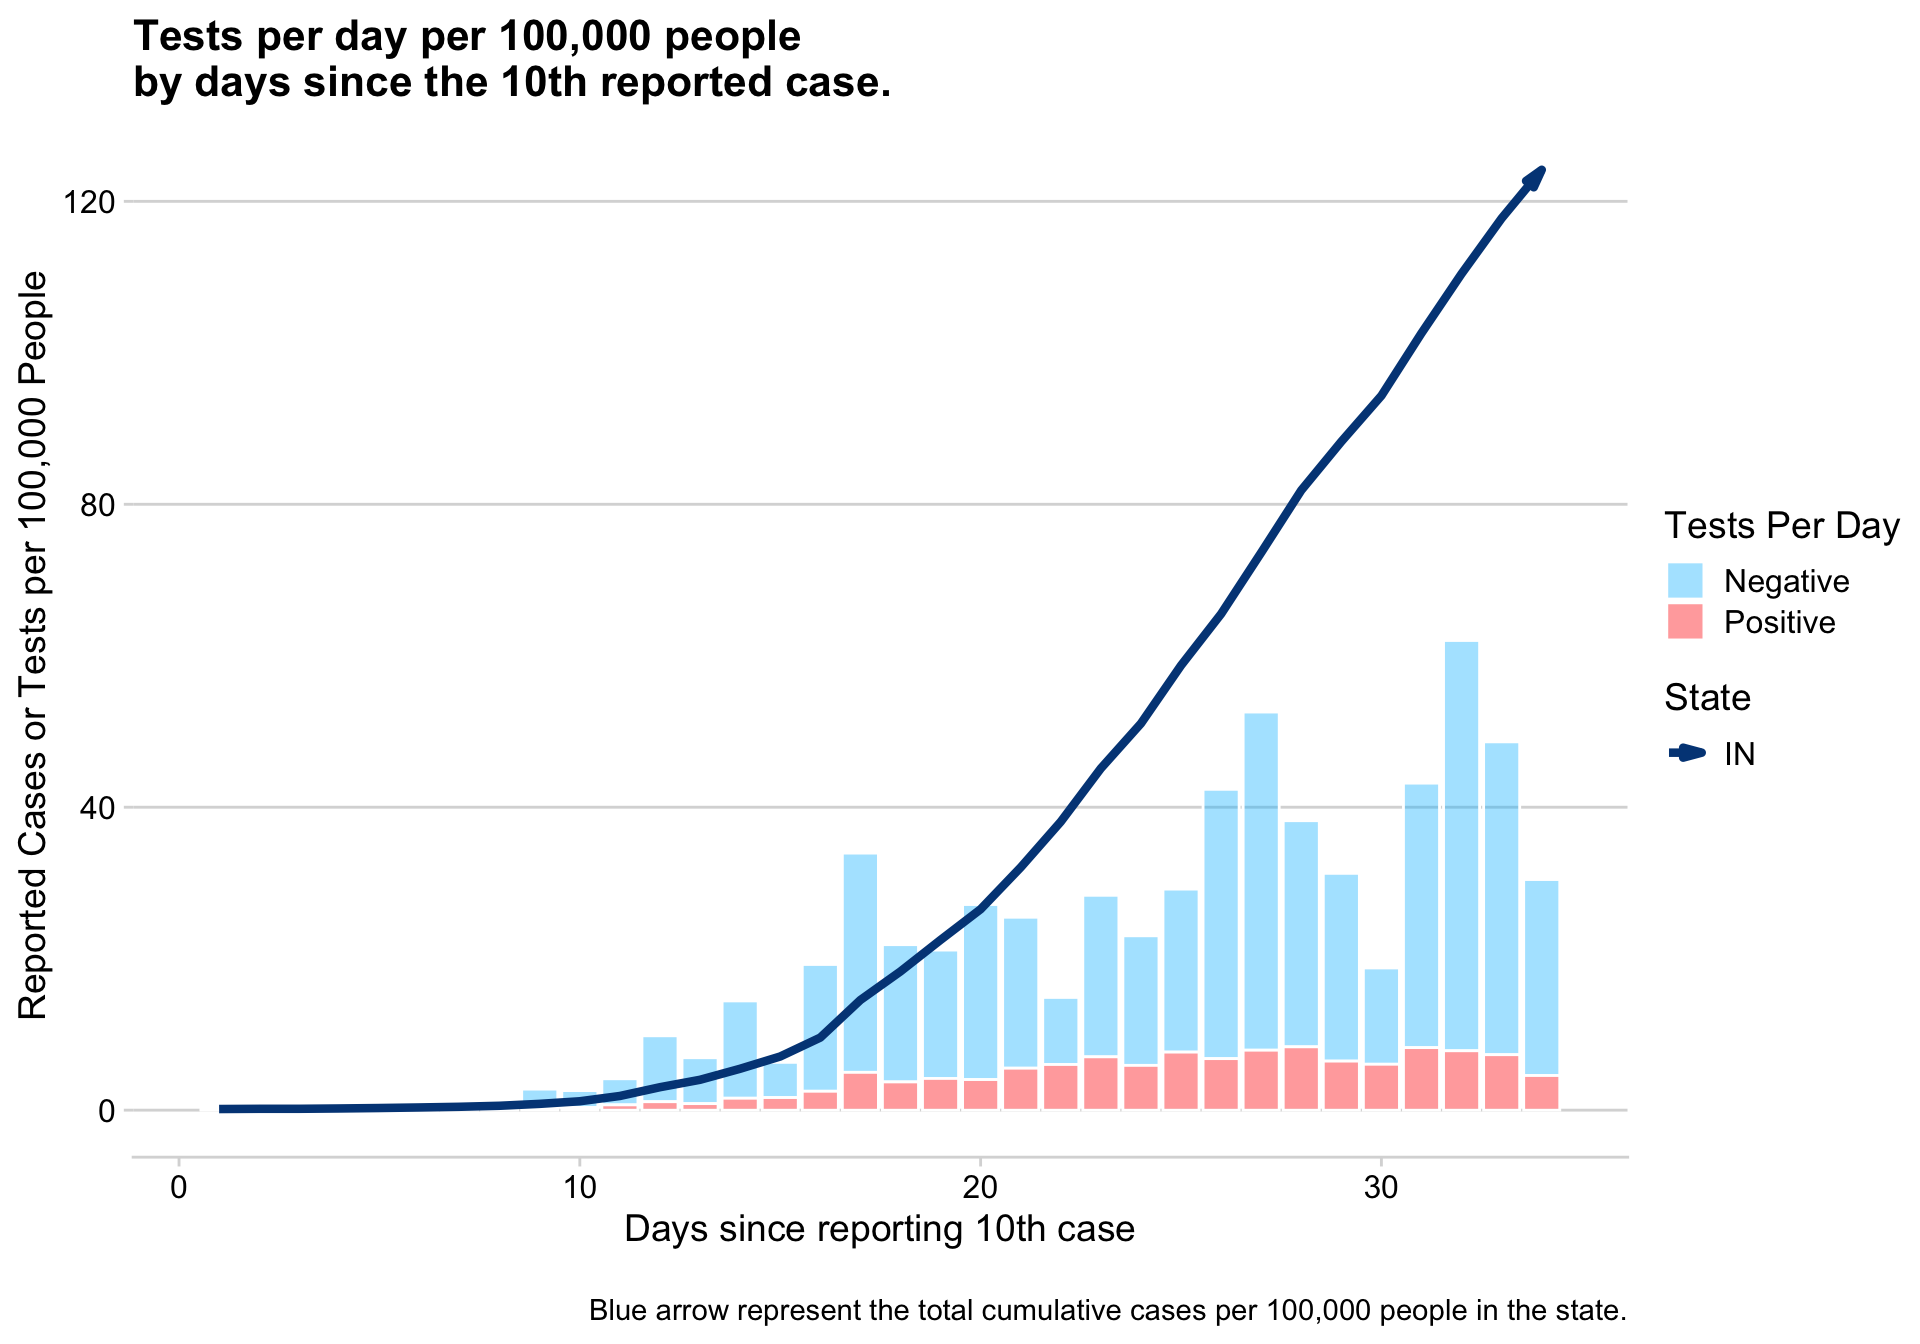 Tests per day per 100,000 people
by days since the 10th reported case.
Reported Cases or Tests per 100,000 People
120
80
40
0
0
10
20
30
Days since reporting 10th case
Tests Per Day
Negative
Positive
State
IN
Blue arrow represent the total cumulative cases per 100,000 people in the state.